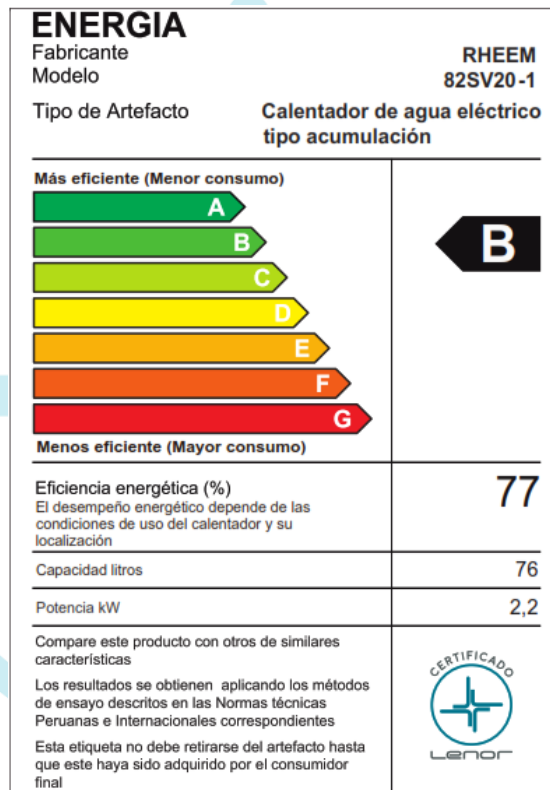 ENERGIA
Fabricante
RHEEM
Modelo
82SV20-1
Tipo de Artefacto
Calentador de agua eléctrico
tipo acumulación
Más eficiente (Menor consumo)
A
B
B
C
D
E
F
G
Menos eficiente (Mayor consumo)
Eficiencia energética (%)
77
El desempeño energético depende de las
condiciones de uso del calentador y su
localización
Capacidad litros
76
Potencia kW
2,2
Compare este producto con otros de similares
características
Los resultados se obtienen aplicando los métodos
de ensayo descritos en las Normas técnicas
Peruanas e Internacionales correspondientes
Esta etiqueta no debe retirarse del artefacto hasta
que este haya sido adquirido por el consumidor
final
CERTIFICADO
Lenor